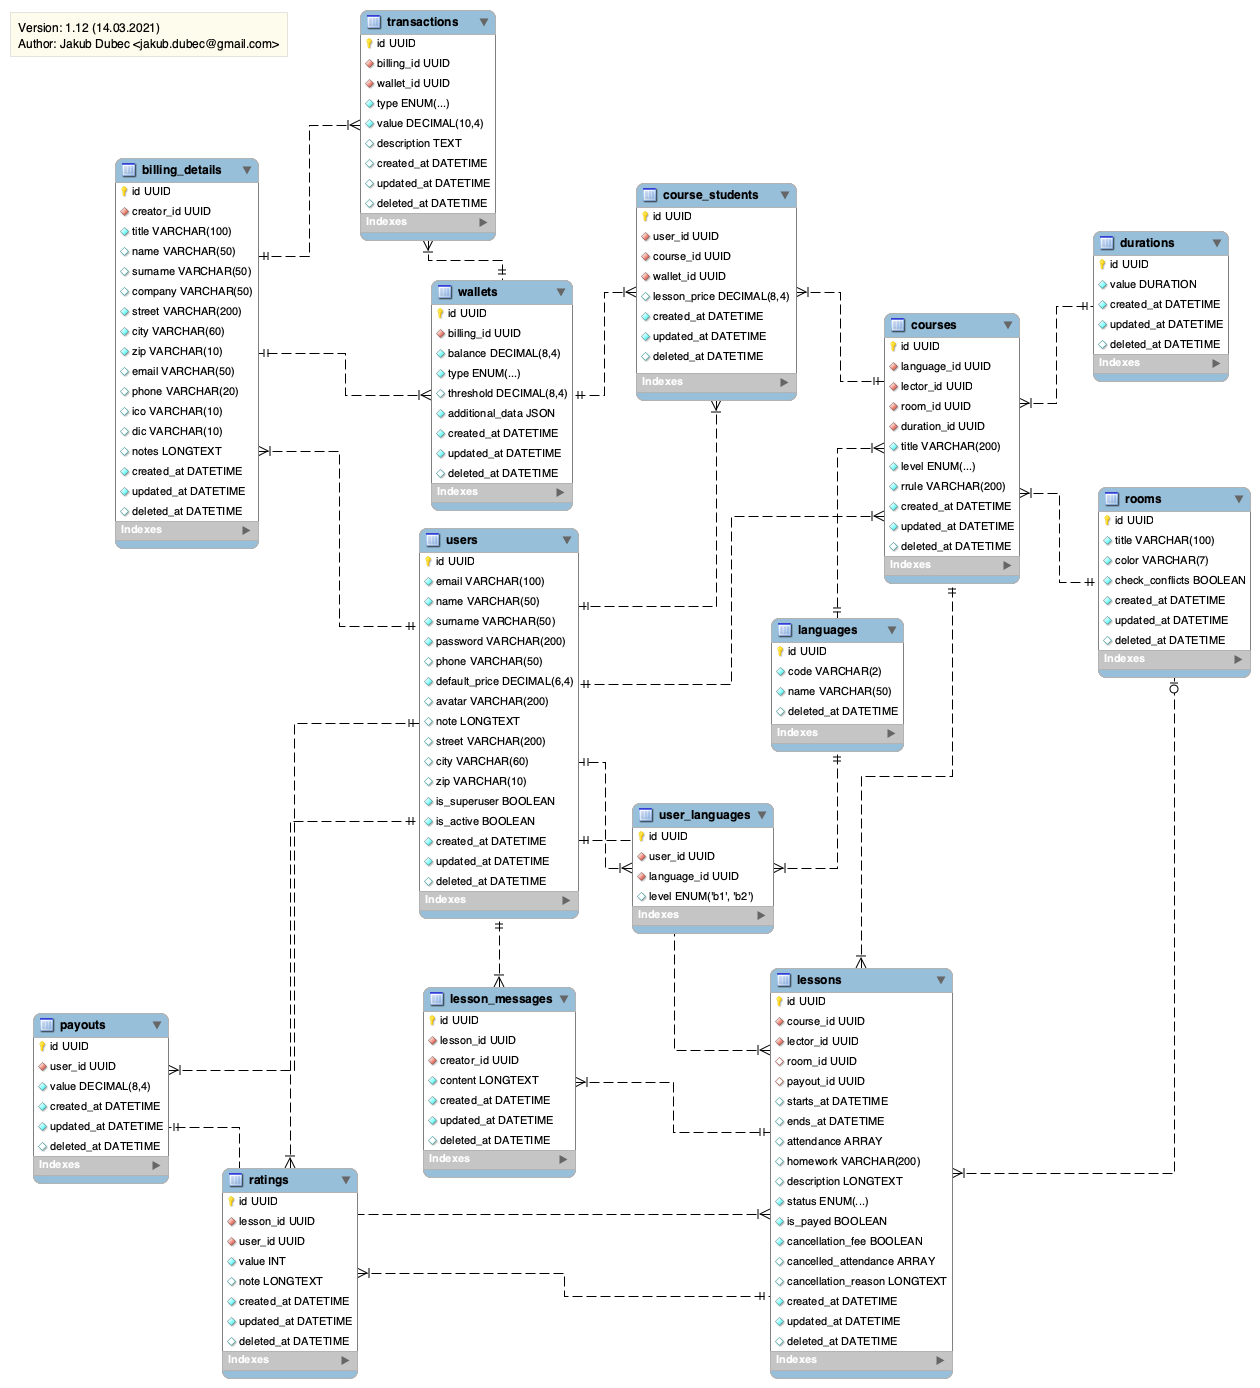 Version: 1.12 (14.03.2021)
Author: Jakub Dubec <jakub.dubec@gmail.com>
transactions
id UUID
billing_id UUID
wallet_id UUID
type ENUM(...)
value DECIMAL(10,4)
description TEXT
created_at DATETIME
updated_at DATETIME
deleted_at DATETIME
Indexes
billing_details
id UUID
creator_id UUID
title VARCHAR(100)
name VARCHAR(50)
surname VARCHAR(50)
company VARCHAR(50)
street VARCHAR(200)
city VARCHAR(60)
zip VARCHAR(10)
email VARCHAR(50)
phone VARCHAR(20)
ico VARCHAR(10)
dic VARCHAR(10)
notes LONGTEXT
created_at DATETIME
updated_at DATETIME
deleted_at DATETIME
Indexes
wallets
id UUID
billing_id UUID
balance DECIMAL(8,4)
type ENUM(...)
threshold DECIMAL(8,4)
additional_data JSON
created_at DATETIME
updated_at DATETIME
deleted_at DATETIME
Indexes
course_students
id UUID
user_id UUID
course_id UUID
wallet_id UUID
lesson_price DECIMAL(8,4)
created_at DATETIME
updated_at DATETIME
deleted_at DATETIME
Indexes
durations
id UUID
value DURATION
created_at DATETIME
updated_at DATETIME
deleted_at DATETIME
Indexes
courses
id UUID
language_id UUID
lector_id UUID
room_id UUID
duration_id UUID
title VARCHAR(200)
level ENUM(...)
rrule VARCHAR(200)
created_at DATETIME
updated_at DATETIME
deleted_at DATETIME
Indexes
rooms
id UUID
title VARCHAR(100)
color VARCHAR(7)
check_conflicts BOOLEAN
created_at DATETIME
updated_at DATETIME
deleted_at DATETIME
Indexes
users
id UUID
email VARCHAR(100)
name VARCHAR(50)
surname VARCHAR(50)
password VARCHAR(200)
phone VARCHAR(50)
default_price DECIMAL(6,4)
avatar VARCHAR(200)
note LONGTEXT
street VARCHAR(200)
city VARCHAR(60)
zip VARCHAR(10)
is_superuser BOOLEAN
is_active BOOLEAN
created_at DATETIME
updated_at DATETIME
deleted_at DATETIME
Indexes
languages
id UUID
code VARCHAR(2)
name VARCHAR(50)
deleted_at DATETIME
Indexes
user_languages
id UUID
user_id UUID
language_id UUID
level ENUM('b1', 'b2')
Indexes
lesson_messages
id UUID
lesson_id UUID
creator_id UUID
content LONGTEXT
created_at DATETIME
updated_at DATETIME
deleted_at DATETIME
Indexes
lessons
id UUID
course_id UUID
lector_id UUID
room_id UUID
payout_id UUID
starts_at DATETIME
ends_at DATETIME
attendance ARRAY
homework VARCHAR(200)
description LONGTEXT
status ENUM(...)
is_payed BOOLEAN
cancellation_fee BOOLEAN
cancelled_attendance ARRAY
cancellation_reason LONGTEXT
created_at DATETIME
updated_at DATETIME
deleted_at DATETIME
Indexes
payouts
id UUID
user_id UUID
value DECIMAL(8,4)
created_at DATETIME
updated_at DATETIME
deleted_at DATETIME
Indexes
ratings
id UUID
lesson_id UUID
user_id UUID
value INT
note LONGTEXT
created_at DATETIME
updated_at DATETIME
deleted_at DATETIME
Indexes